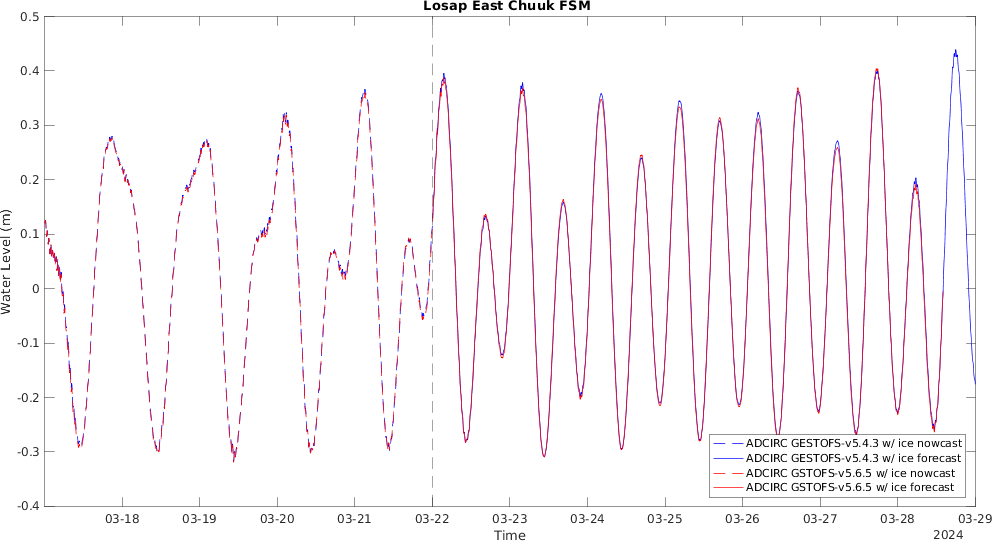 Losap East Chuuk FSM
0.5
0.4
0.3
0.2
0.1
0
-0.1
-0.2
-0.3
-0.4
Water Level (m)
ADCIRC GESTOFS-v5.4.3 w/ ice nowcast
ADCIRC GESTOFS-v5.4.3 w/ ice forecast
ADCIRC GSTOFS-v5.6.5 w/ ice nowcast
ADCIRC GSTOFS-v5.6.5 w/ ice forecast
03-18 03-19 03-20 03-21 03-22 03-23 03-24 03-25 03-26 03-27 03-28 03-29
Time
2024